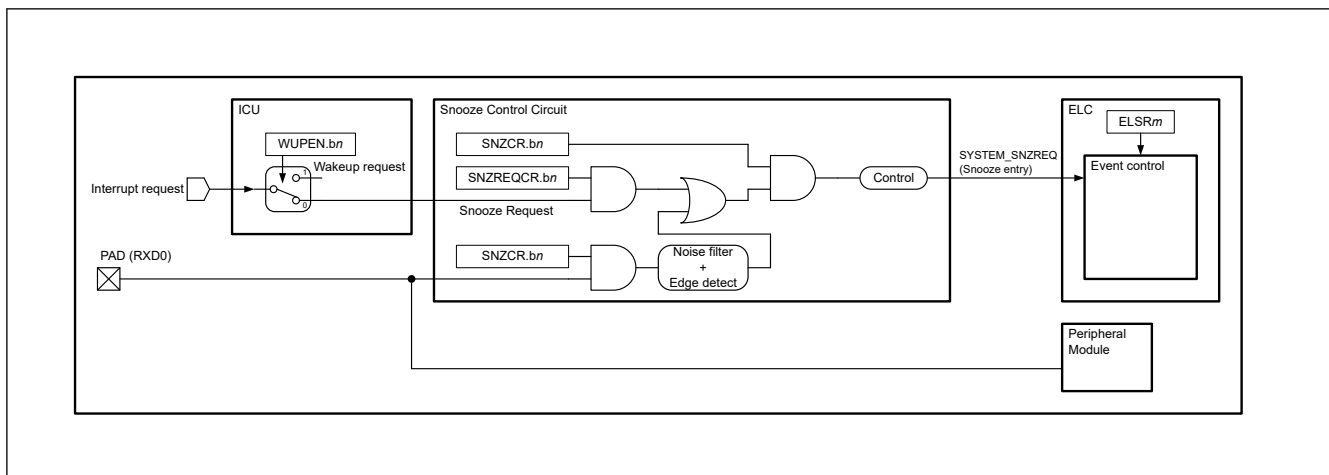 ICU
Snooze Control Circuit
ELC
WUPEN.bn
SNZCR.bn
ELSRm
1
Wakeup request
SYSTEM_SNZREQ
(Snooze entry)
Event control
Interrupt request
SNZREQCR.bn
Control
0
Snooze Request
PAD (RXD0)
SNZCR.bn
Noise filter
+
Edge detect
Peripheral
Module